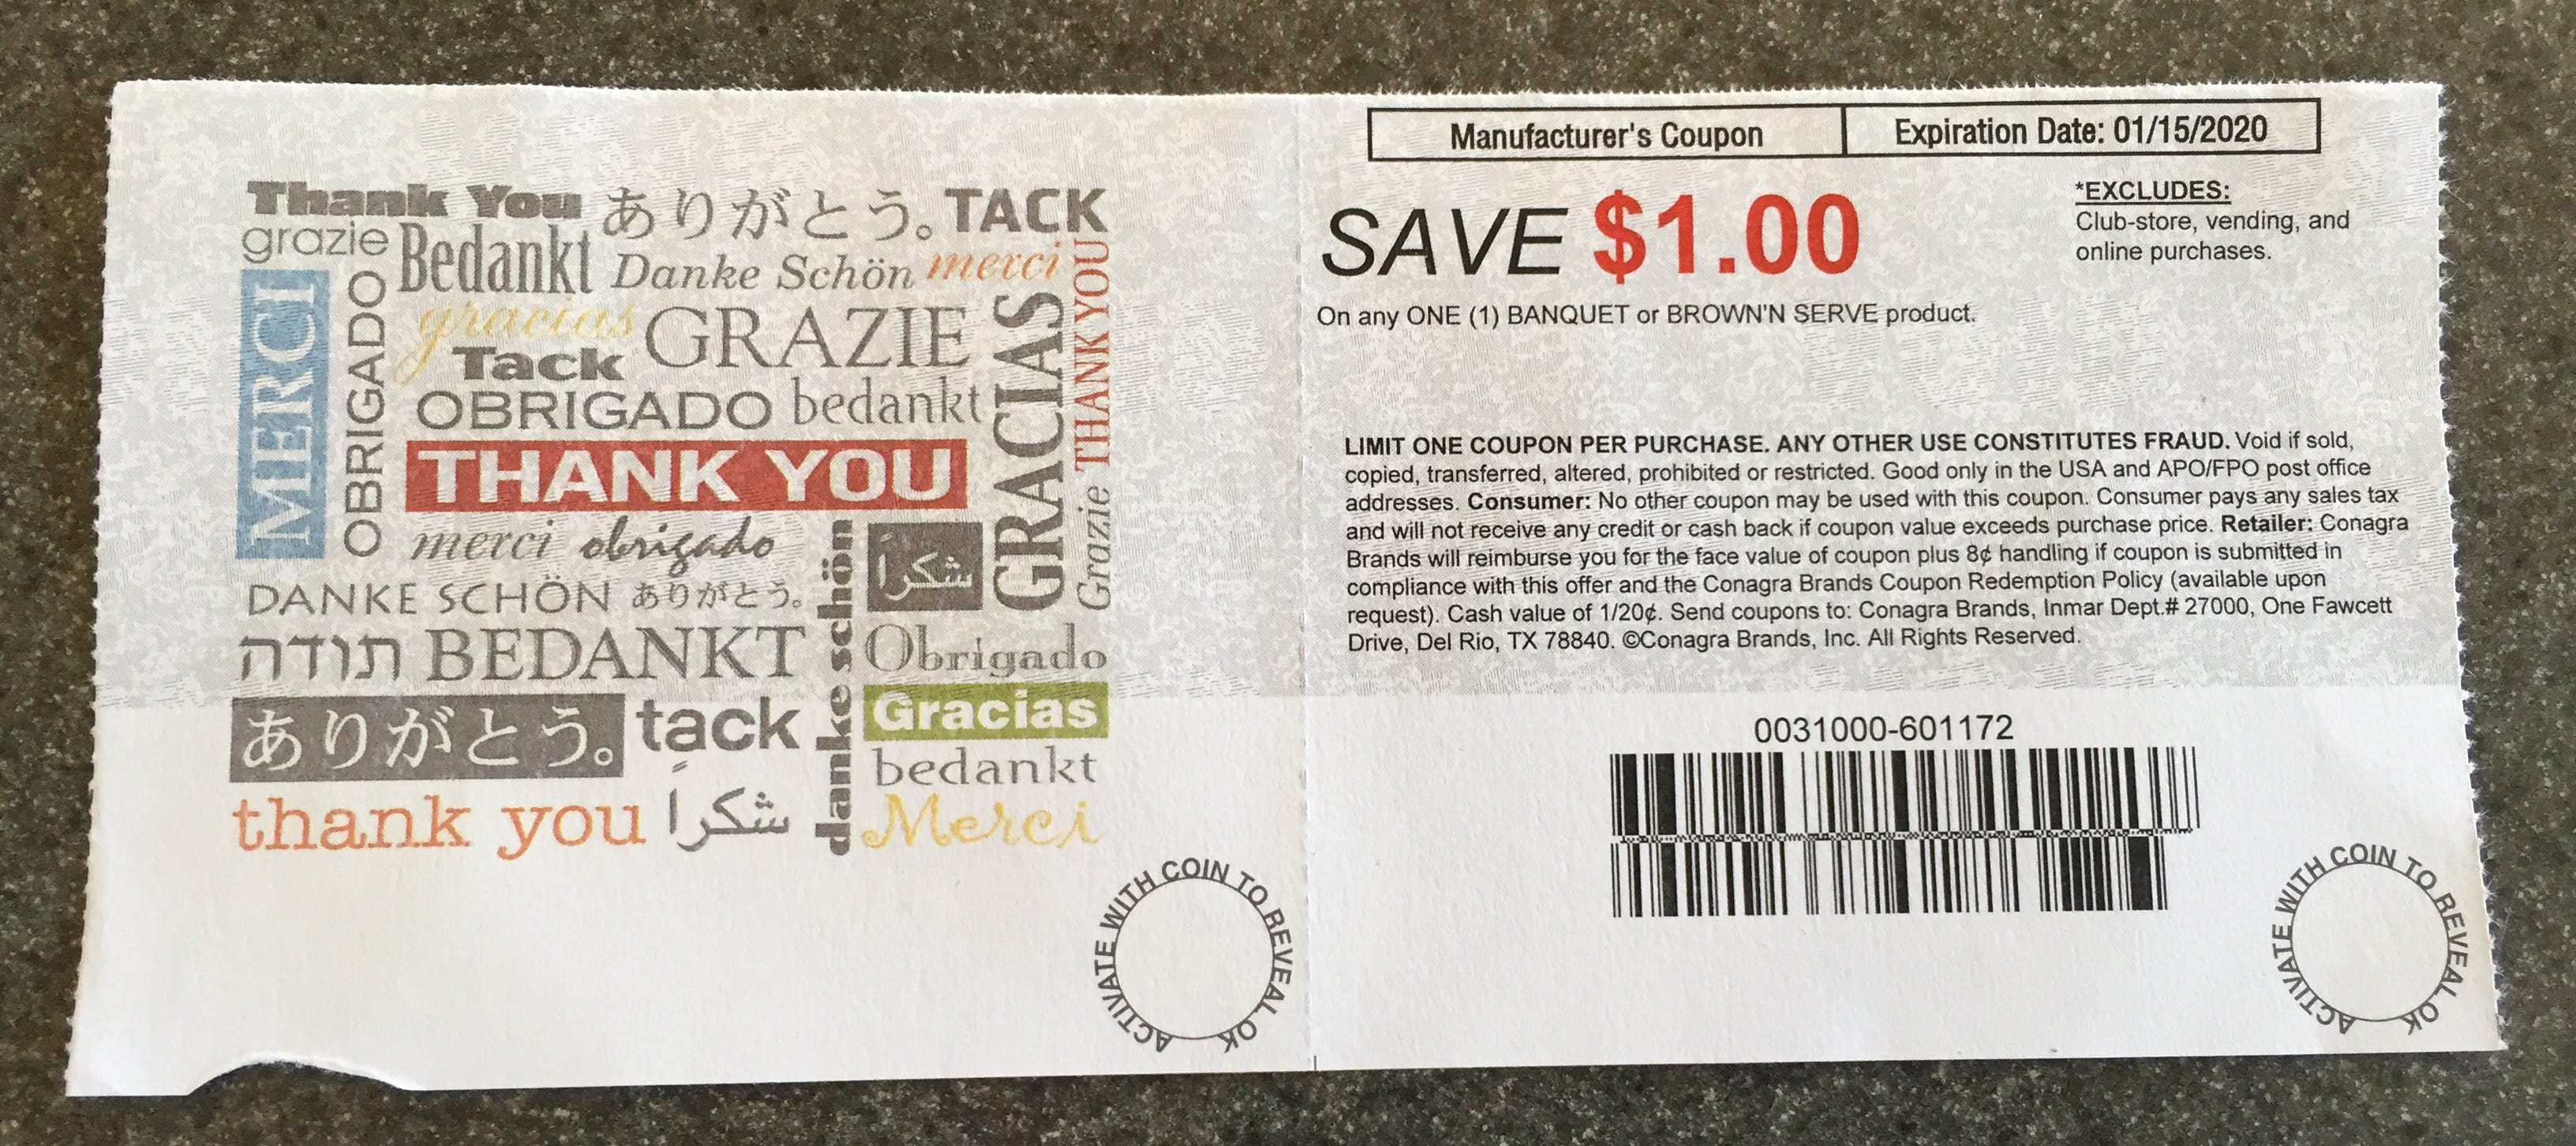 Thank You ありがとう。 TACK
grazie Bedankt Danke Schön merci
MERCI
OBRIGADO
gracias GRAZIE
Tack
OBRIGADO bedankt
GRACIAS
THANK YOU
Grazie
THANK YOU
merci obrigado
danke schön
شكراً
DANKE SCHÖN ありがとう。
תודה BEDANKT
Obrigado
ありがとう。 tack
Gracias
bedankt
thank you شكراً
Merci
ACTIVATE WITH COIN TO REVEAL OK
Manufacturer's Coupon
Expiration Date: 01/15/2020
SAVE $1.00
*EXCLUDES:
Club-store, vending, and
online purchases.
On any ONE (1) BANQUET or BROWN'N SERVE product.
LIMIT ONE COUPON PER PURCHASE. ANY OTHER USE CONSTITUTES FRAUD. Void if sold,
copied, transferred, altered, prohibited or restricted. Good only in the USA and APO/FPO post office
addresses. Consumer: No other coupon may be used with this coupon. Consumer pays any sales tax
and will not receive any credit or cash back if coupon value exceeds purchase price. Retailer: Conagra
Brands will reimburse you for the face value of coupon plus 8¢ handling if coupon is submitted in
compliance with this offer and the Conagra Brands Coupon Redemption Policy (available upon
request). Cash value of 1/20¢. Send coupons to: Conagra Brands, Inmar Dept.# 27000, One Fawcett
Drive, Del Rio, TX 78840. ©Conagra Brands, Inc. All Rights Reserved.
0031000-601172
ACTIVATE WITH COIN TO REVEAL OK